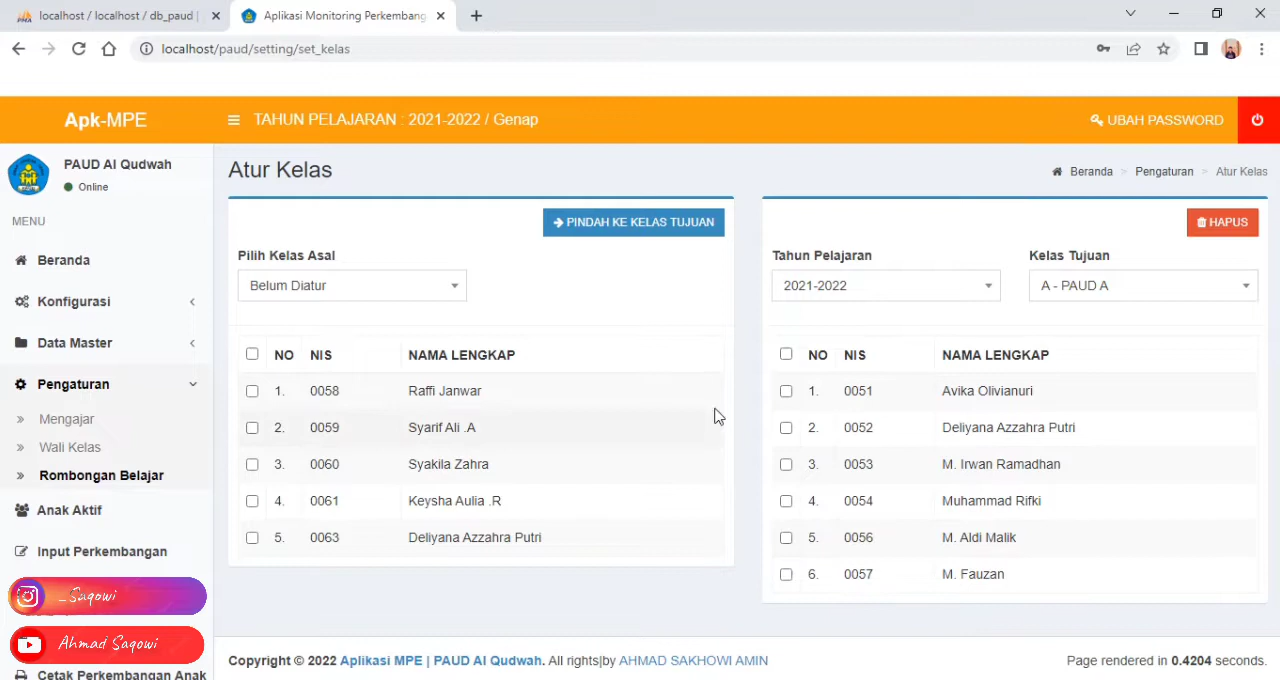 localhost / localhost / db_paud |
Aplikasi Monitoring Perkembang
localhost/paud/setting/set_kelas
Apk-MPE
TAHUN PELAJARAN : 2021-2022 / Genap
UBAH PASSWORD
PAUD Al Qudwah
Online
MENU
Beranda
Konfigurasi
Data Master
Pengaturan
Mengajar
Wali Kelas
Rombongan Belajar
Anak Aktif
Input Perkembangan
_Saqowi
Ahmad Saqowi
Cetak Perkembangan Anak
Atur Kelas
Beranda > Pengaturan > Atur Kelas
PINDAH KE KELAS TUJUAN
Pilih Kelas Asal
Belum Diatur
NO NIS NAMA LENGKAP
1. 0058 Raffi Janwar
2. 0059 Syarif Ali .A
3. 0060 Syakila Zahra
4. 0061 Keysha Aulia .R
5. 0063 Deliyana Azzahra Putri
HAPUS
Tahun Pelajaran Kelas Tujuan
2021-2022 A - PAUD A
NO NIS NAMA LENGKAP
1. 0051 Avika Olivianuri
2. 0052 Deliyana Azzahra Putri
3. 0053 M. Irwan Ramadhan
4. 0054 Muhammad Rifki
5. 0056 M. Aldi Malik
6. 0057 M. Fauzan
Copyright © 2022 Aplikasi MPE | PAUD Al Qudwah. All rights|by AHMAD SAKHOWI AMIN
Page rendered in 0.4204 seconds.